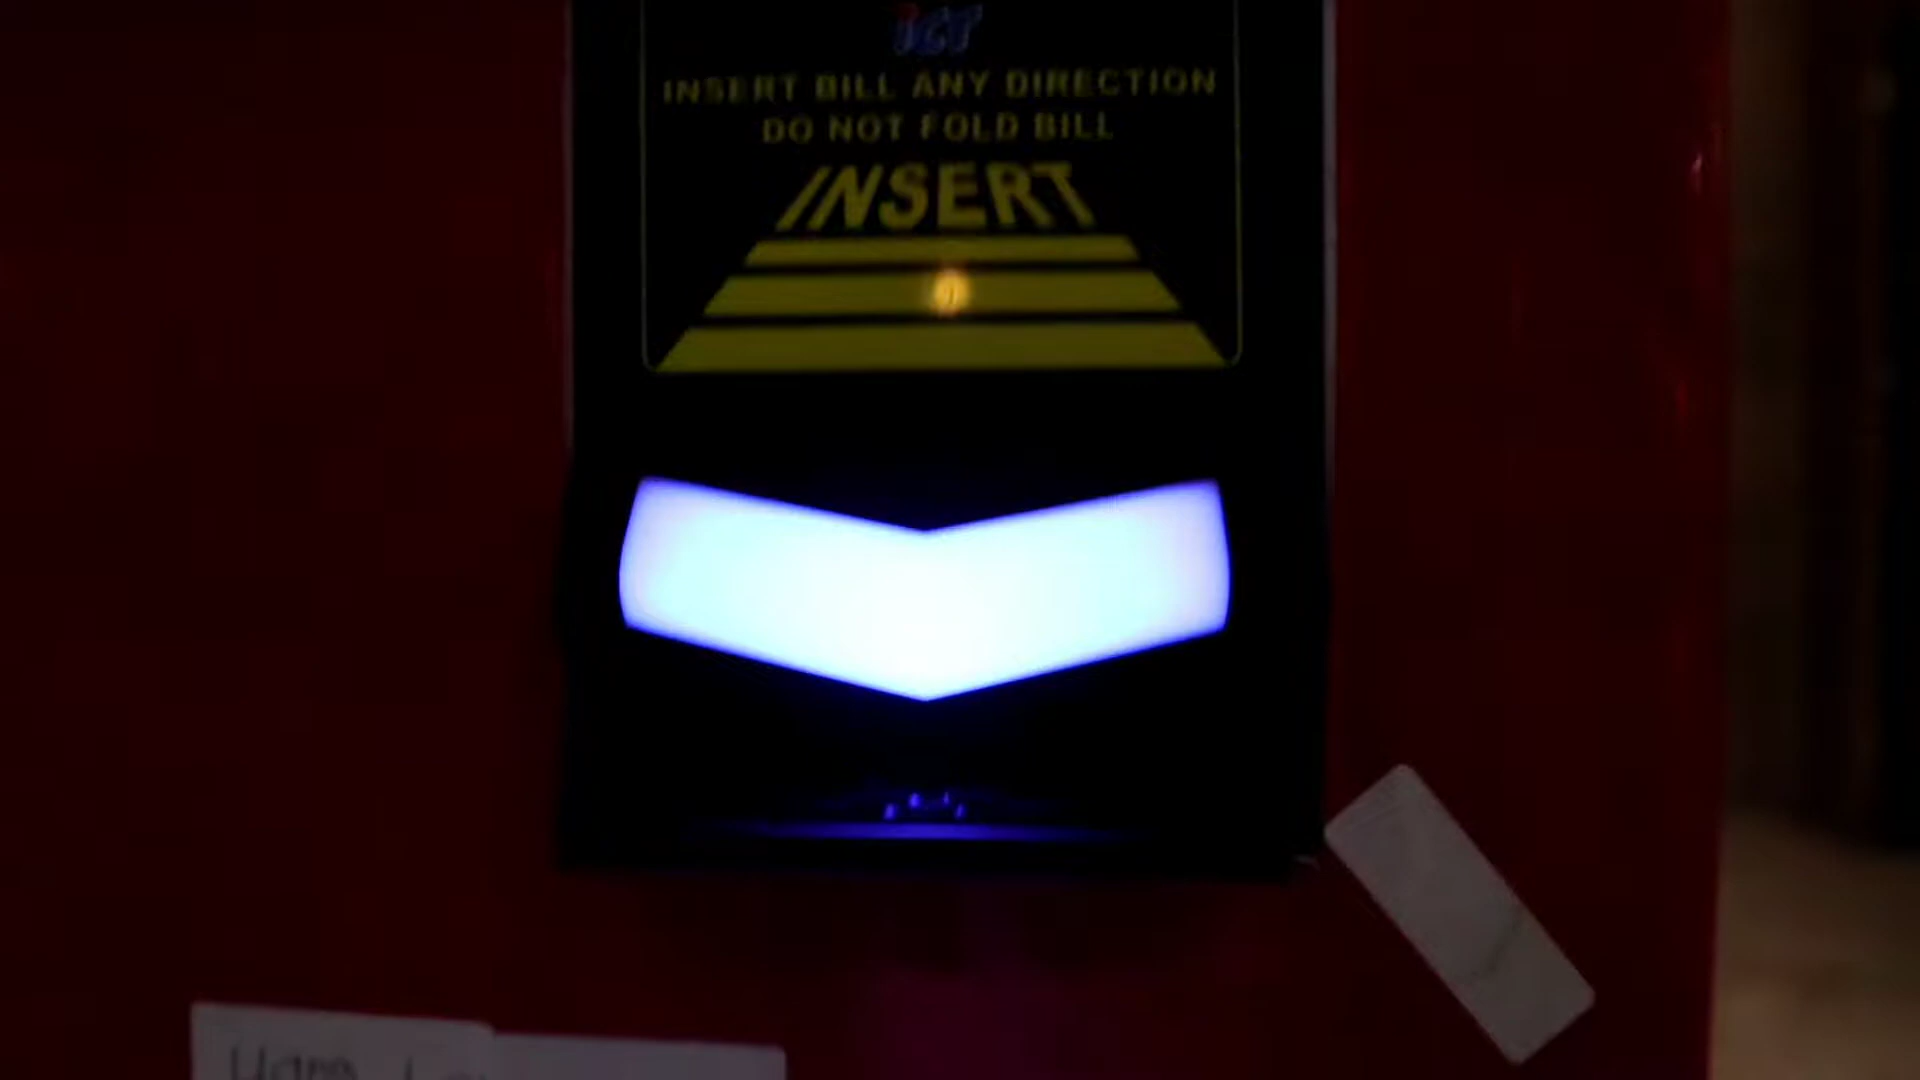 ICT
INSERT BILL ANY DIRECTION
DO NOT FOLD BILL
INSERT